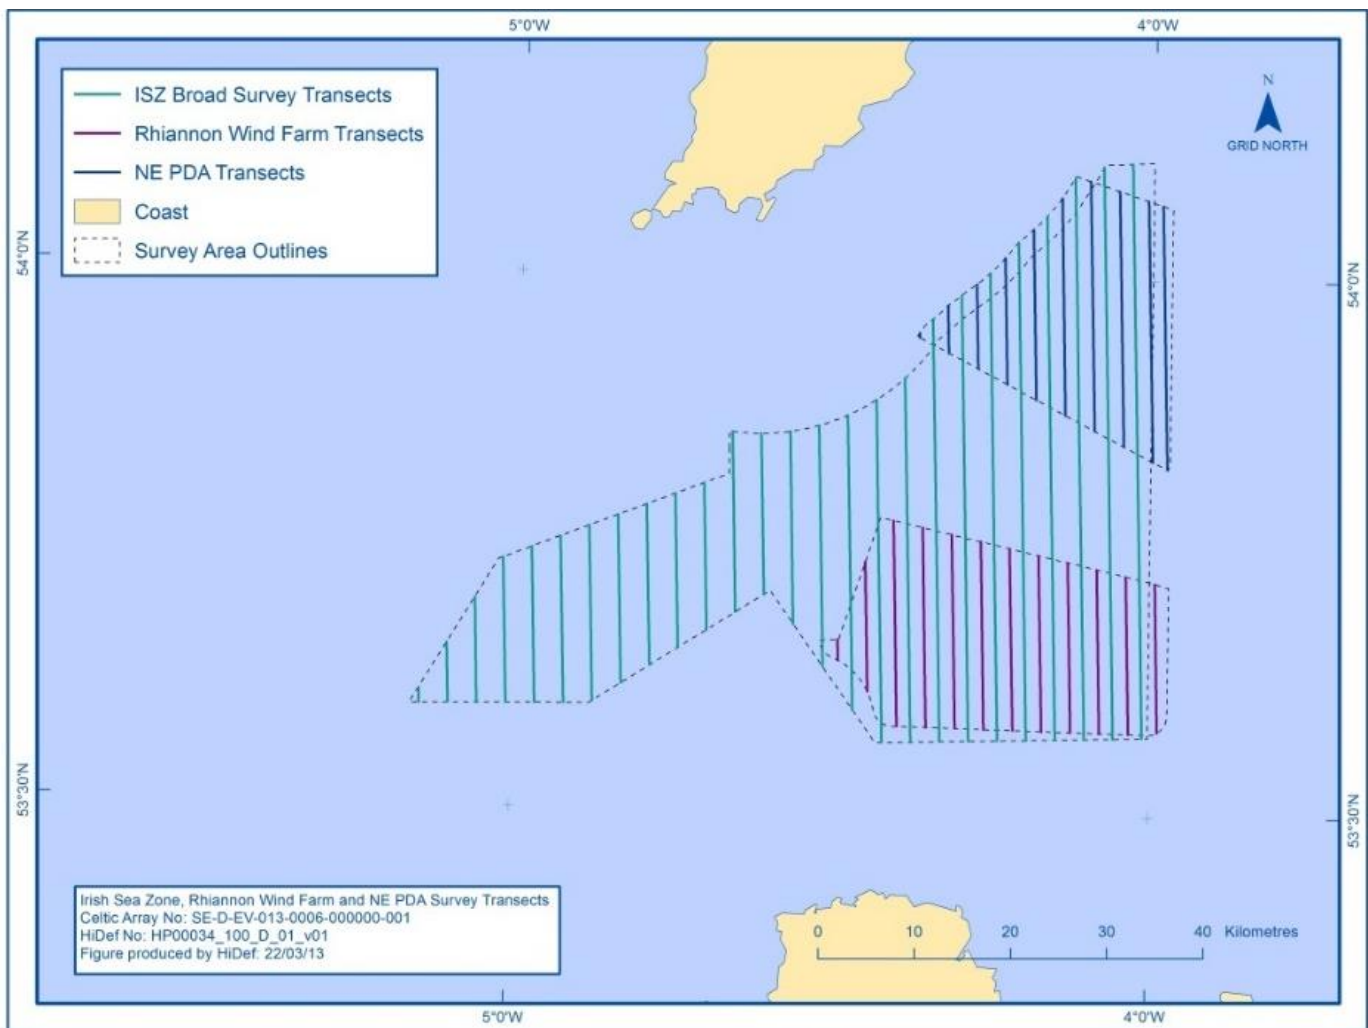 5°0'W
4°0'W
ISZ Broad Survey Transects
Rhiannon Wind Farm Transects
NE PDA Transects
Coast
Survey Area Outlines
N
GRID NORTH
54°0'N
54°0'N
53°30'N
53°30'N
Irish Sea Zone, Rhiannon Wind Farm and NE PDA Survey Transects
Celtic Array No: SE-D-EV-013-0006-000000-001
HiDef No: HP00034_100_D_01_v01
Figure produced by HiDef: 22/03/13
0 10 20 30 40 Kilometres
5°0'W
4°0'W